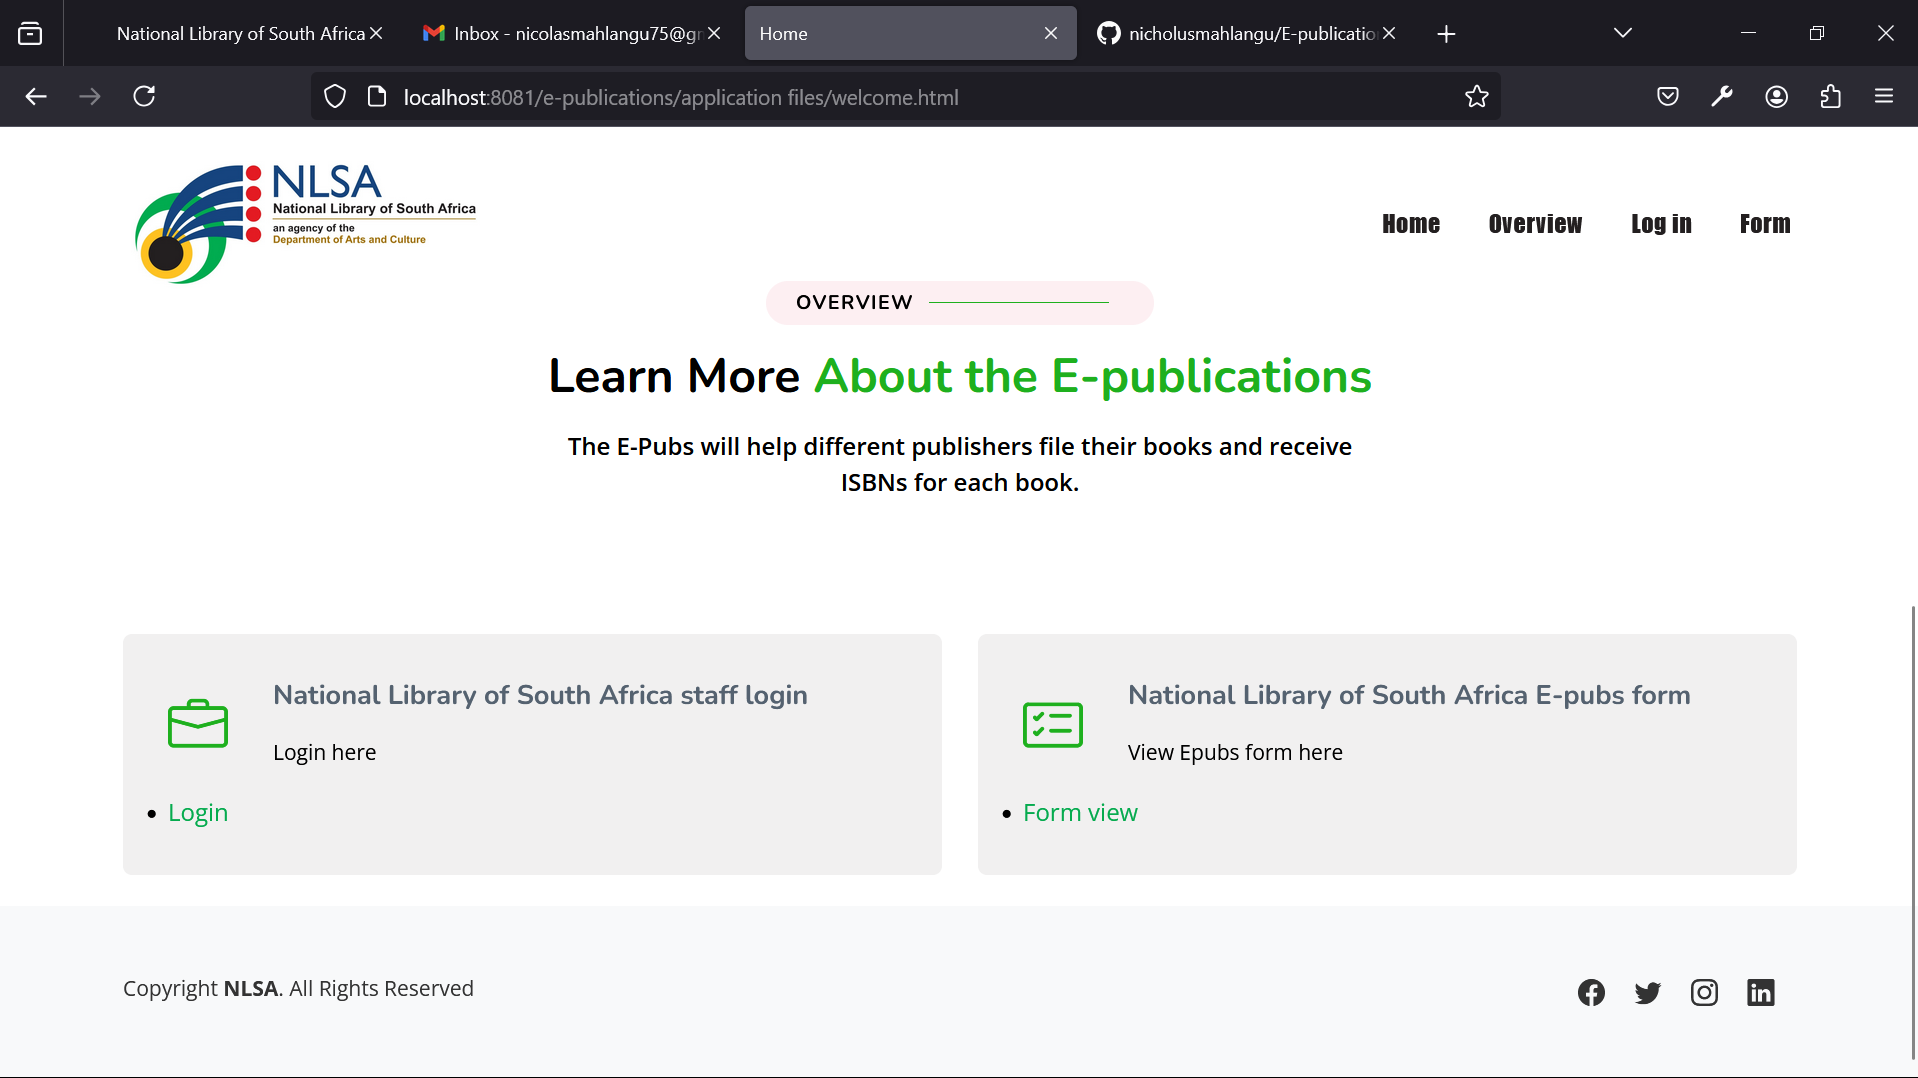 National Library of South Africa
Inbox - nicolasmahlangu75@gm
Home
nicholusmahlangu/E-publication
localhost:8081/e-publications/application files/welcome.html
NLSA
National Library of South Africa
an agency of the
Department of Arts and Culture
Home Overview Log in Form
OVERVIEW
Learn More About the E-publications
The E-Pubs will help different publishers file their books and receive
ISBNs for each book.
National Library of South Africa staff login
Login here
• Login
National Library of South Africa E-pubs form
View Epubs form here
• Form view
Copyright NLSA. All Rights Reserved